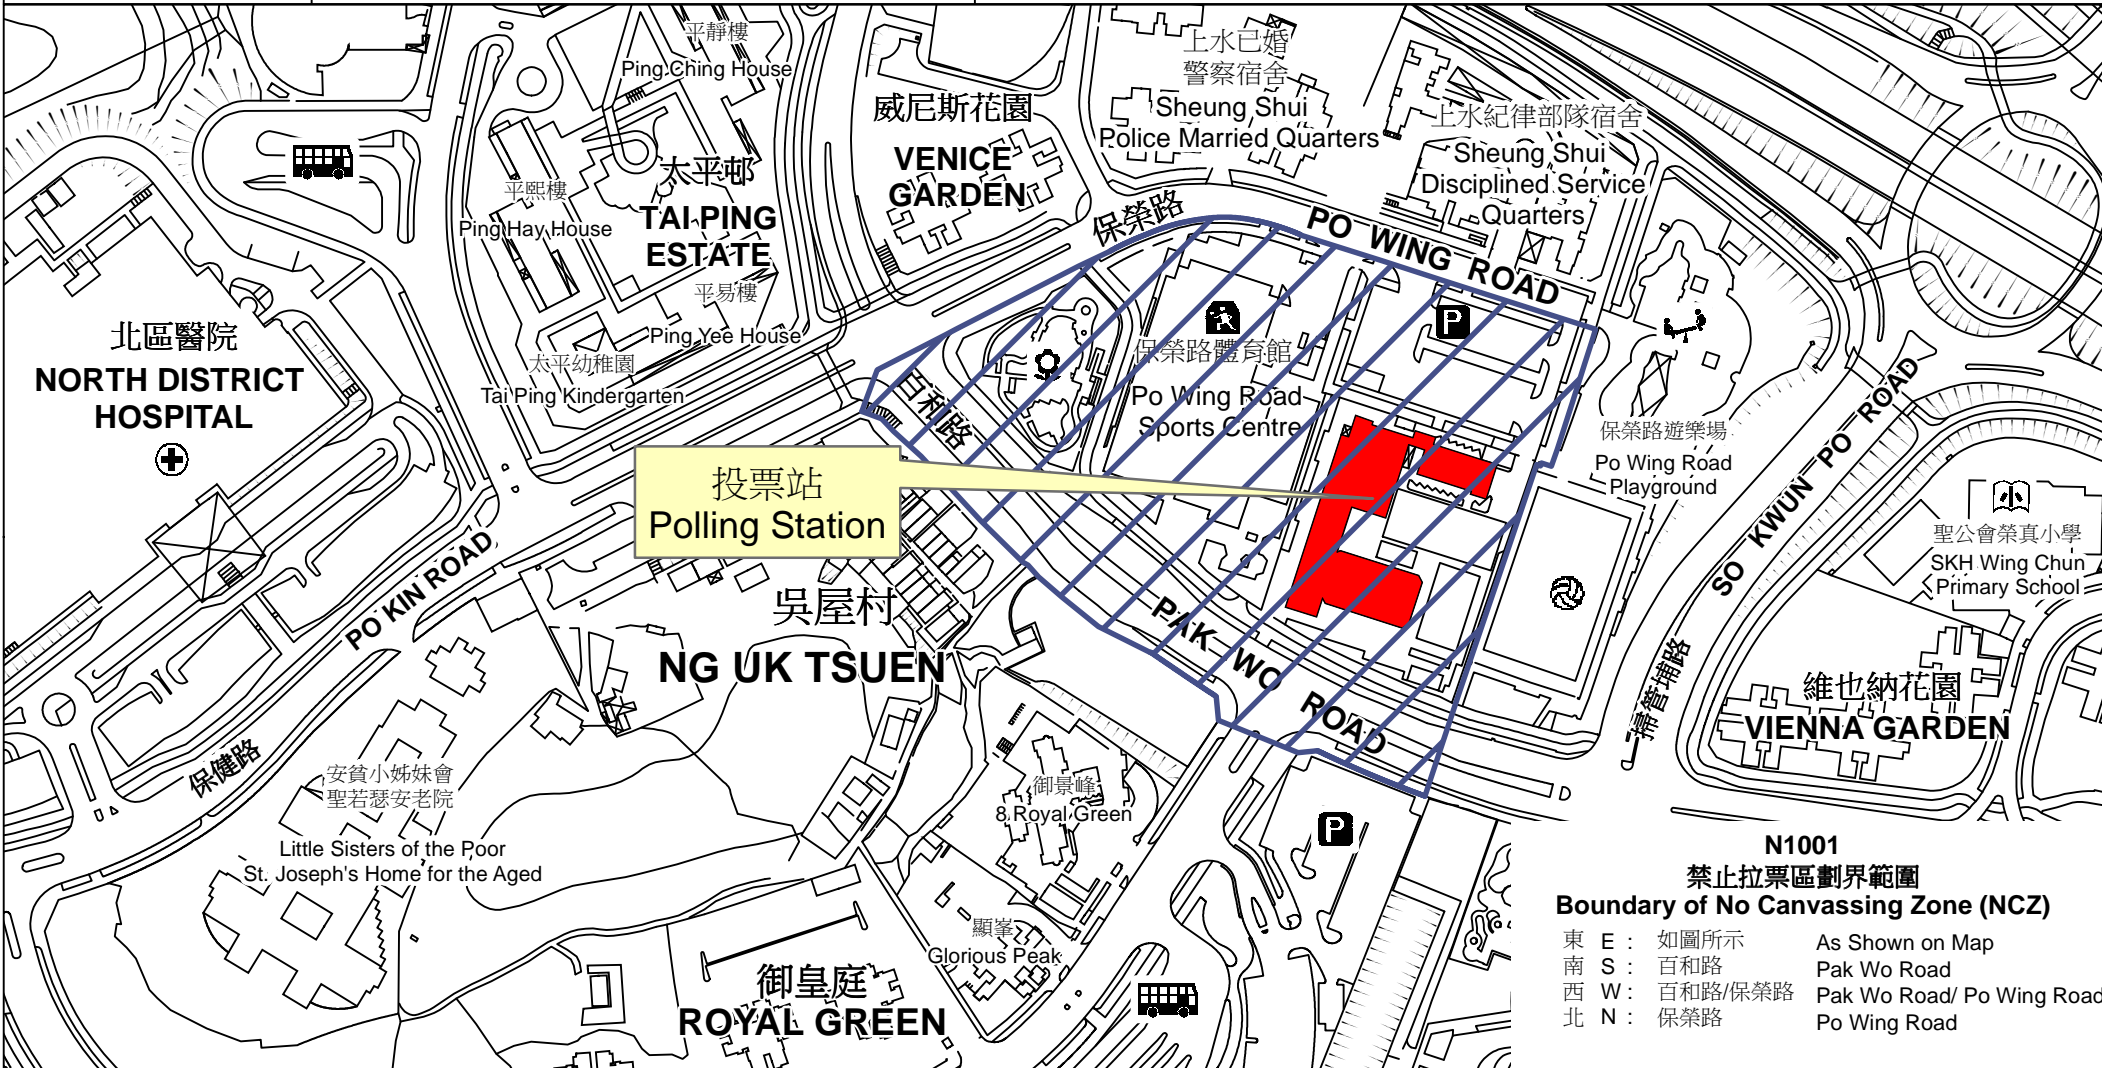 平靜樓
Ping Ching House
上水已婚
警察宿舍
Sheung Shui
Police Married Quarters
威尼斯花園
VENICE
GARDEN
上水紀律部隊宿舍
Sheung Shui
Disciplined Service
Quarters
太平邨
TAI PING
ESTATE
平熙樓
Ping Hay House
平易樓
Ping Yee House
太平幼稚園
Tai Ping Kindergarten
保榮路
PO WING ROAD
北區醫院
NORTH DISTRICT
HOSPITAL
P
保榮路體育館
Po Wing Road
Sports Centre
百和路
保榮路遊樂場
Po Wing Road
Playground
SO KWUN PO ROAD
投票站
Polling Station
聖公會榮真小學
SKH Wing Chun
Primary School
PO KIN ROAD
吳屋村
NG UK TSUEN
PAK WO ROAD
掃管埔路
維也納花園
VIENNA GARDEN
保健路
安貧小姊妹會
聖若瑟安老院
Little Sisters of the Poor
St. Joseph's Home for the Aged
御景峰
8 Royal Green
P
顯峯
Glorious Peak
御皇庭
ROYAL GREEN
N1001
禁止拉票區劃界範圍
Boundary of No Canvassing Zone (NCZ)
東 E : 如圖所示 As Shown on Map
南 S : 百和路 Pak Wo Road
西 W : 百和路/保榮路 Pak Wo Road/ Po Wing Road
北 N : 保榮路 Po Wing Road